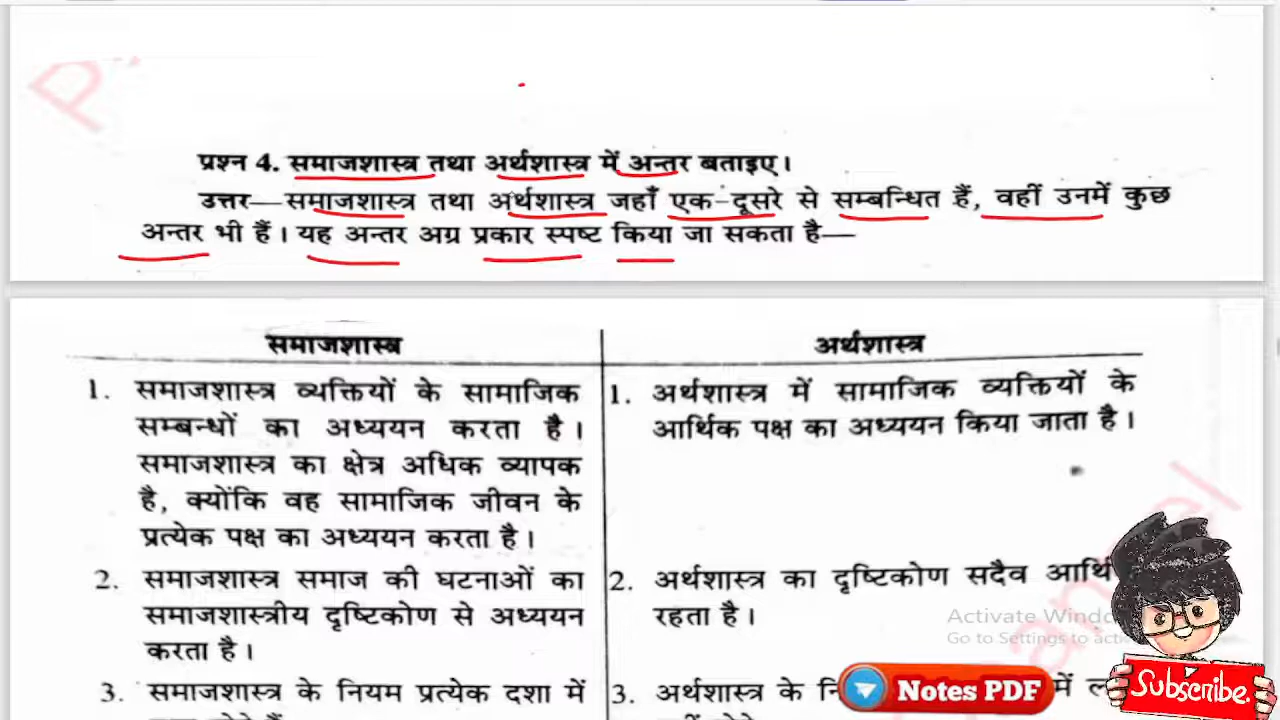 प्रश्न 4. समाजशास्त्र तथा अर्थशास्त्र में अन्तर बताइए।
उत्तर—समाजशास्त्र तथा अर्थशास्त्र जहाँ एक-दूसरे से सम्बन्धित हैं, वहीं उनमें कुछ
अन्तर भी हैं। यह अन्तर अग्र प्रकार स्पष्ट किया जा सकता है—
समाजशास्त्र
1. समाजशास्त्र व्यक्तियों के सामाजिक
सम्बन्धों का अध्ययन करता है।
समाजशास्त्र का क्षेत्र अधिक व्यापक
है, क्योंकि वह सामाजिक जीवन के
प्रत्येक पक्ष का अध्ययन करता है।
2. समाजशास्त्र समाज की घटनाओं का
समाजशास्त्रीय दृष्टिकोण से अध्ययन
करता है।
3. समाजशास्त्र के नियम प्रत्येक दशा में
अर्थशास्त्र
1. अर्थशास्त्र में सामाजिक व्यक्तियों के
आर्थिक पक्ष का अध्ययन किया जाता है।
2. अर्थशास्त्र का दृष्टिकोण सदैव
रहता है।
3. अर्थशास्त्र के में
Activate
Go to Settings to
Notes PDF
Subscribe